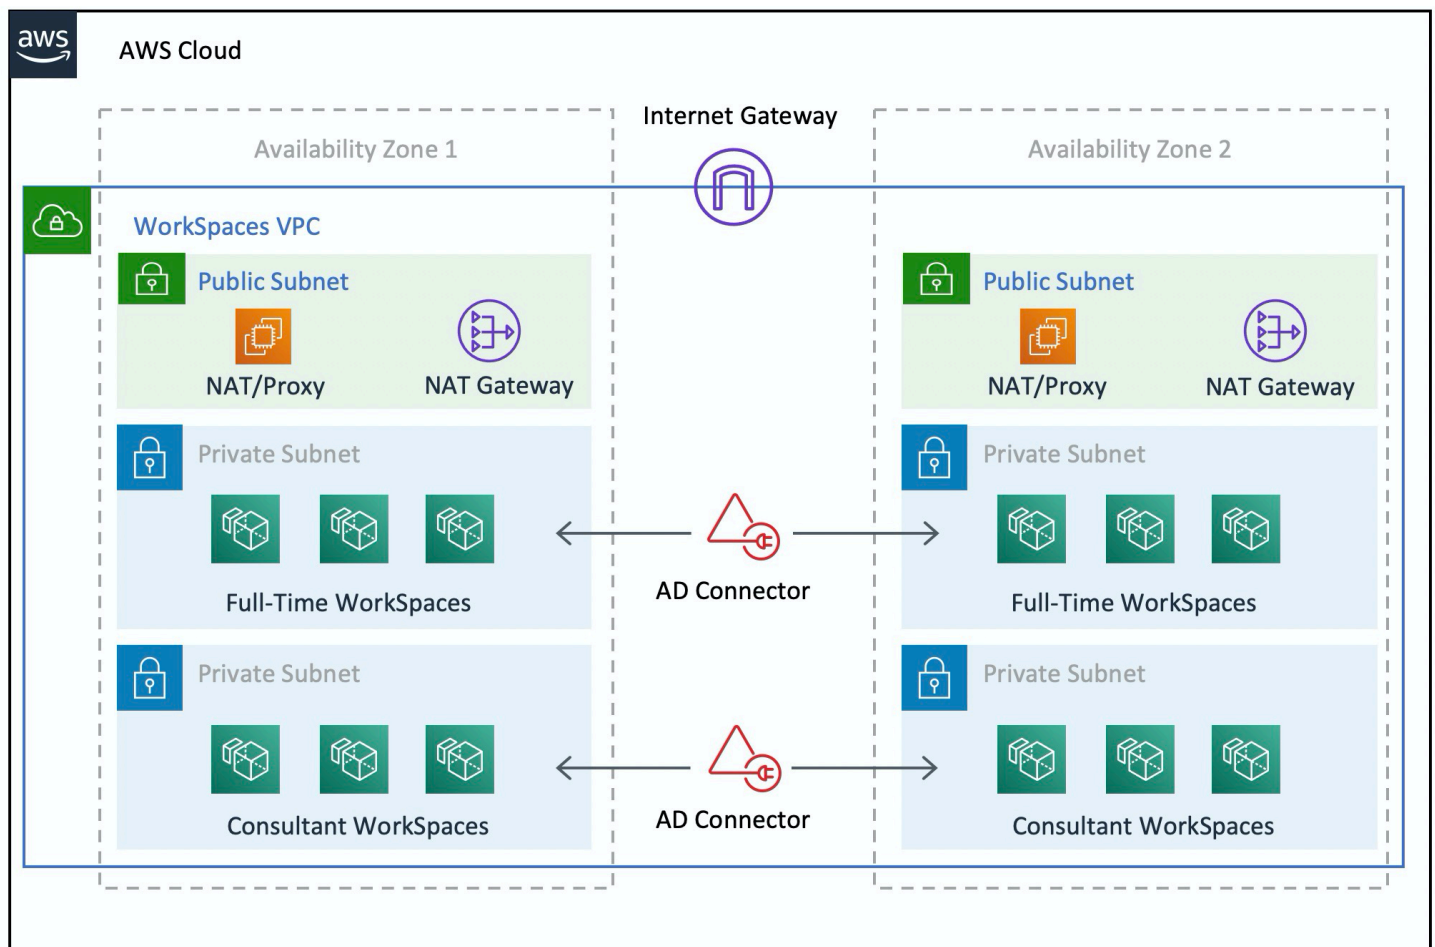 aws
AWS Cloud
Internet Gateway
Availability Zone 1
Availability Zone 2
WorkSpaces VPC
Public Subnet
NAT/Proxy
NAT Gateway
Public Subnet
NAT/Proxy
NAT Gateway
Private Subnet
Full-Time WorkSpaces
AD Connector
Private Subnet
Full-Time WorkSpaces
Private Subnet
Consultant WorkSpaces
AD Connector
Private Subnet
Consultant WorkSpaces